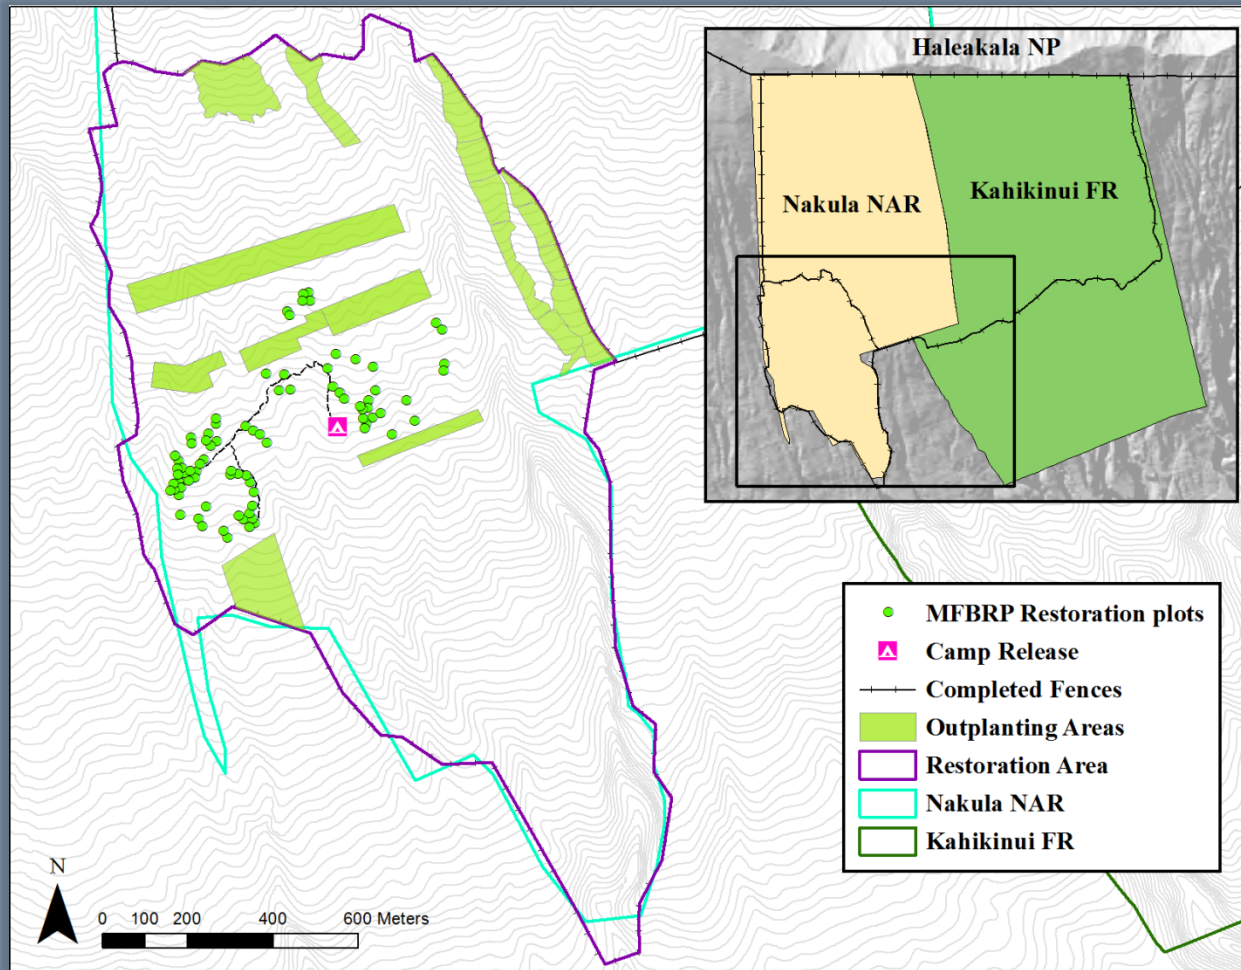 Haleakala NP
Nakula NAR
Kahikinui FR
MFBRP Restoration plots
Camp Release
Completed Fences
Outplanting Areas
Restoration Area
Nakula NAR
Kahikinui FR
N
0 100 200 400 600 Meters